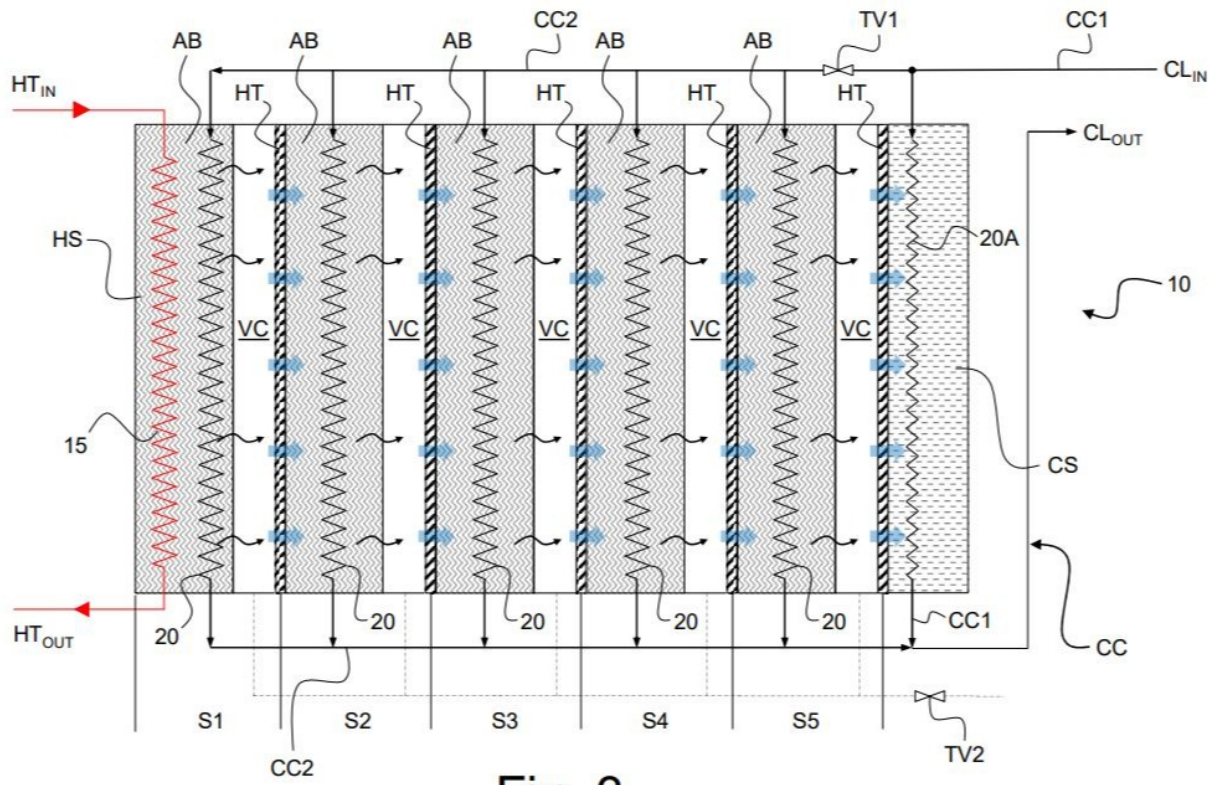 AB AB CC2 AB AB AB TV1 CC1
HT_IN HT HT HT HT HT CL_IN
CL_OUT
HS 20A
10
VC VC VC VC VC
15 CS
HT_OUT 20 20 20 20 20 CC1 CC
S1 S2 S3 S4 S5
CC2 TV2